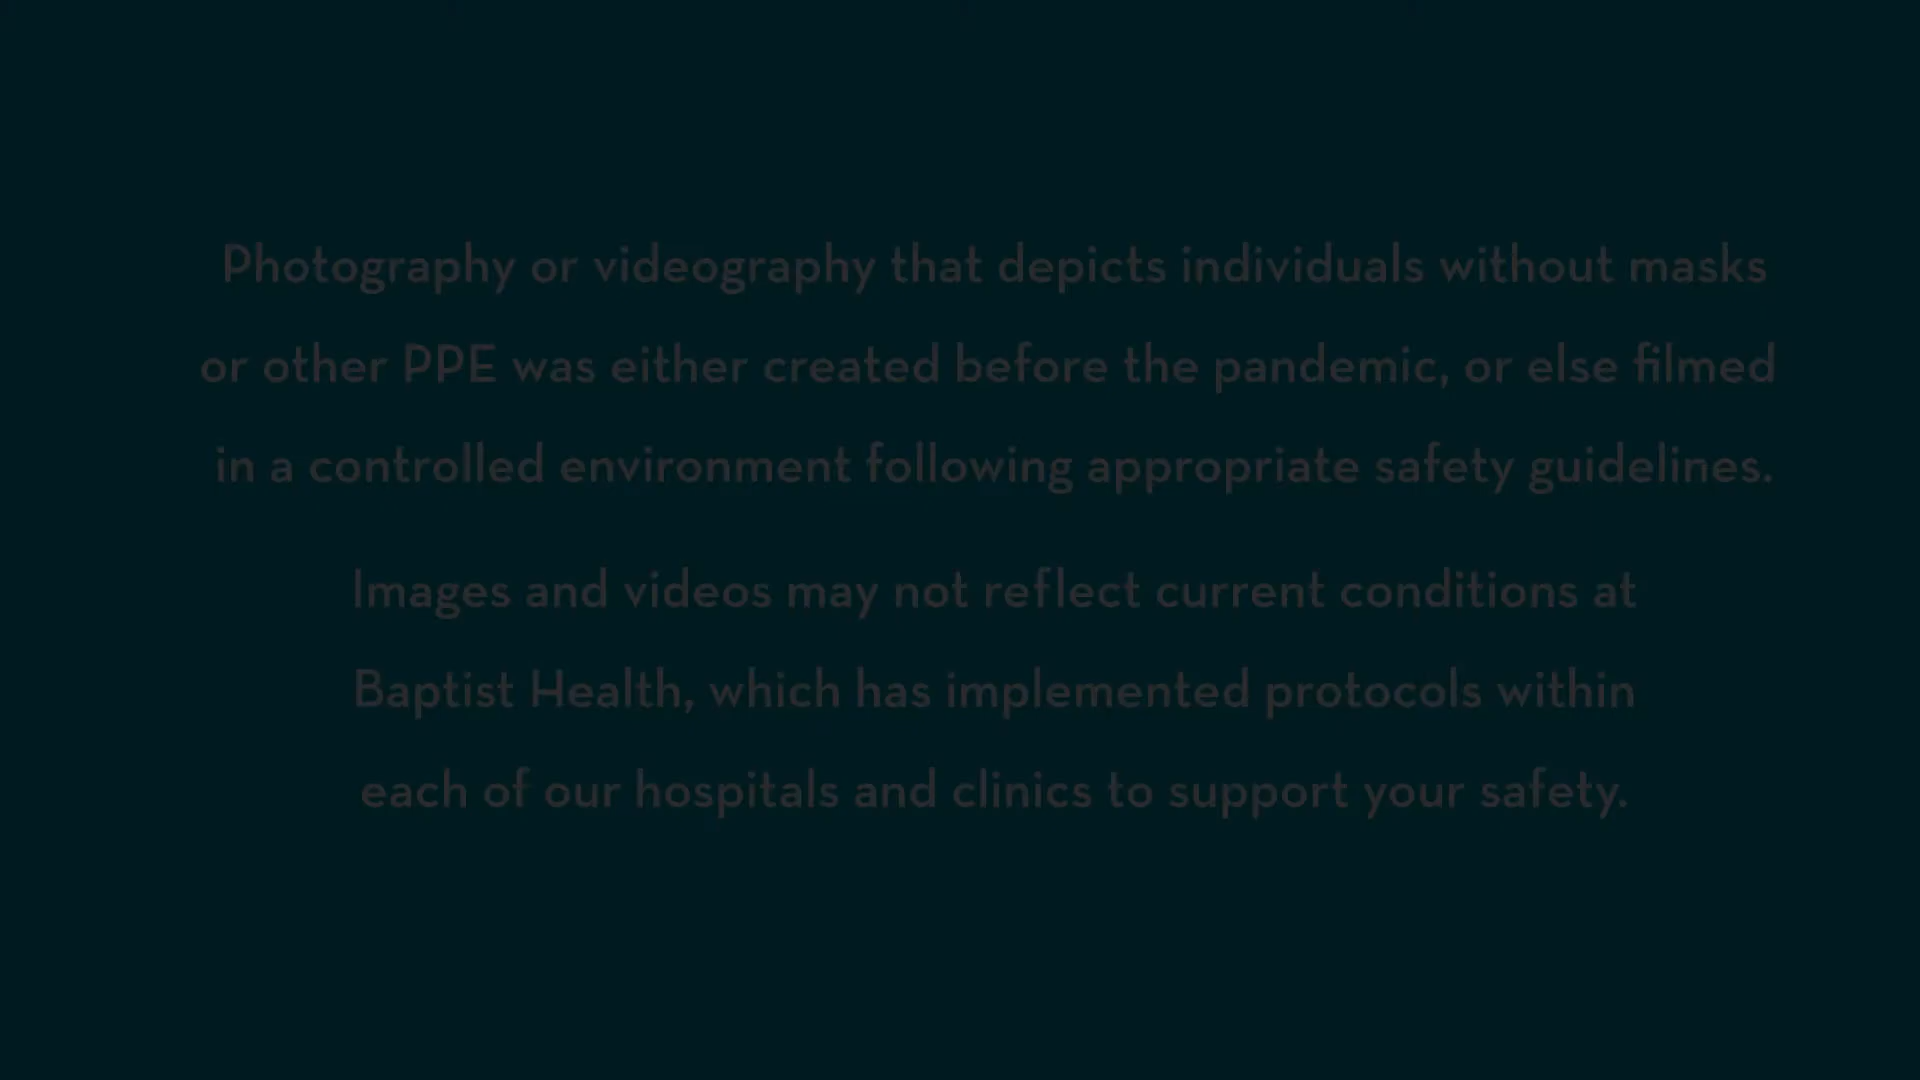 Photography or videography that depicts individuals without masks
or other PPE was either created before the pandemic, or else filmed
in a controlled environment following appropriate safety guidelines.
Images and videos may not reflect current conditions at
Baptist Health, which has implemented protocols within
each of our hospitals and clinics to support your safety.